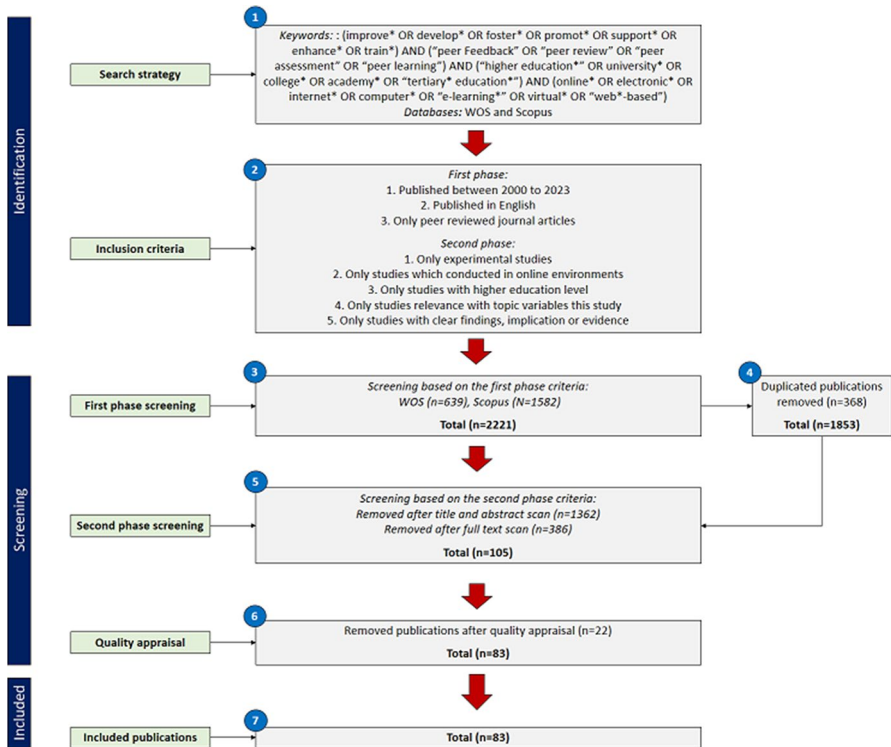 Identification
Search strategy
1
Keywords: : (improve* OR develop* OR foster* OR promot* OR support* OR
enhance* OR train*) AND (“peer Feedback” OR “peer review” OR “peer
assessment” OR “peer learning”) AND (“higher education*” OR university* OR
college* OR academy* OR “tertiary* education*”) AND (online* OR electronic* OR
internet* OR computer* OR “e-learning*” OR virtual* OR “web*-based”)
Databases: WOS and Scopus
Inclusion criteria
2
First phase:
1. Published between 2000 to 2023
2. Published in English
3. Only peer reviewed journal articles
Second phase:
1. Only experimental studies
2. Only studies which conducted in online environments
3. Only studies with higher education level
4. Only studies relevance with topic variables this study
5. Only studies with clear findings, implication or evidence
Screening
First phase screening
3
Screening based on the first phase criteria:
WOS (n=639), Scopus (N=1582)
Total (n=2221)
4
Duplicated publications
removed (n=368)
Total (n=1853)
Second phase screening
5
Screening based on the second phase criteria:
Removed after title and abstract scan (n=1362)
Removed after full text scan (n=386)
Total (n=105)
Quality appraisal
6
Removed publications after quality appraisal (n=22)
Total (n=83)
Included
Included publications
7
Total (n=83)